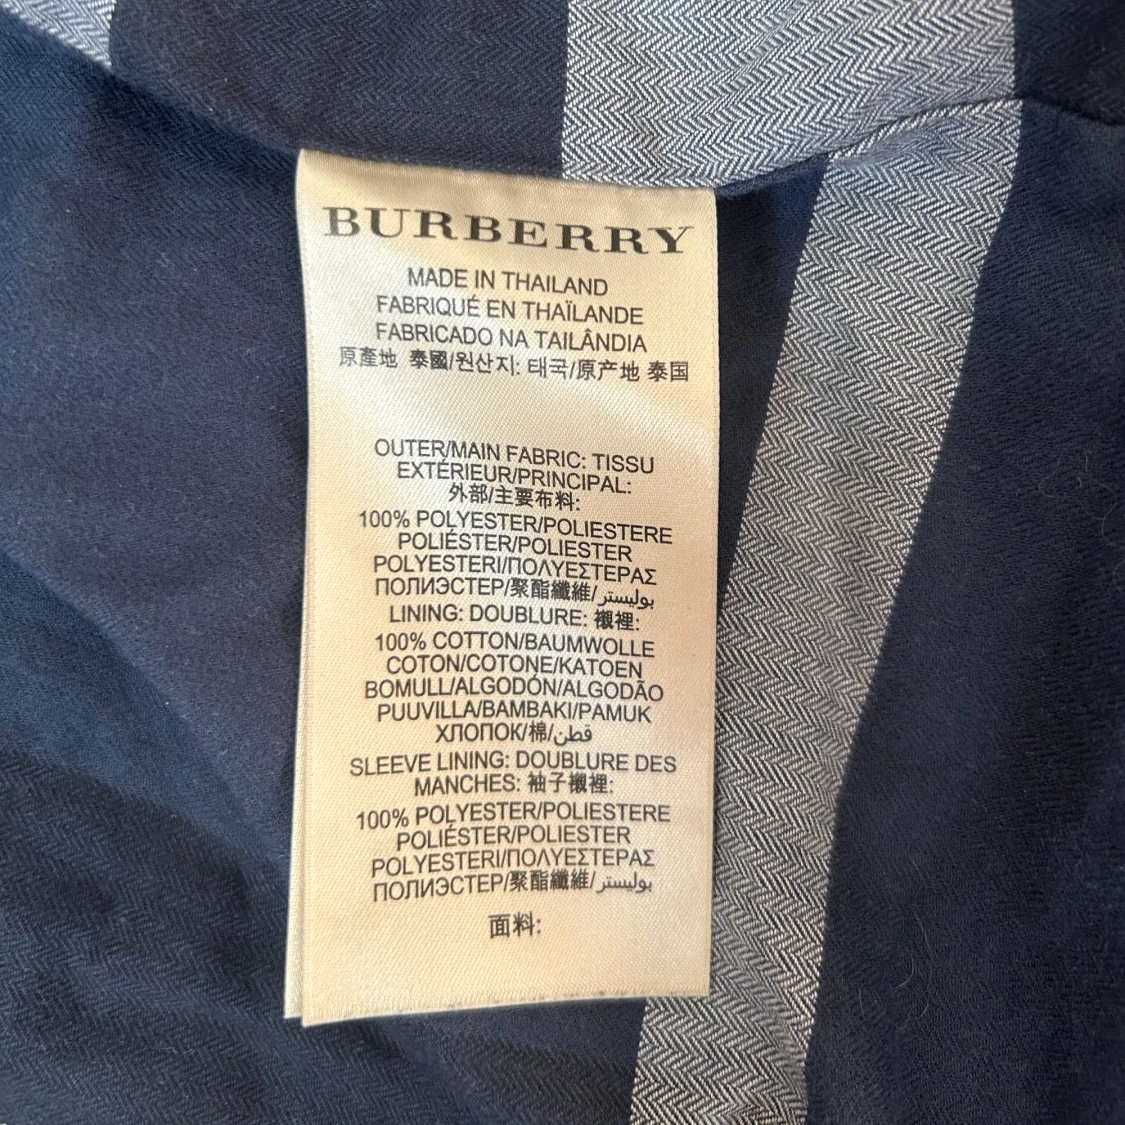 BURBERRY
MADE IN THAILAND
FABRIQUÉ EN THAÏLANDE
FABRICADO NA TAILÂNDIA
原產地 泰國/원산지: 태국/原产地 泰国
OUTER/MAIN FABRIC: TISSU
EXTÉRIEUR/PRINCIPAL:
外部/主要布料:
100% POLYESTER/POLIESTERE
POLIÉSTER/POLIESTER
POLYESTERI/ΠΟΛΥΕΣΤΕΡΑΣ
ПОЛИЭСТЕР/聚酯纖維/بوليستر
LINING: DOUBLURE: 襯裡:
100% COTTON/BAUMWOLLE
COTON/COTONE/KATOEN
BOMULL/ALGODÓN/ALGODÃO
PUUVILLA/BAMBAKI/PAMUK
ХЛОПОК/棉/قطن
SLEEVE LINING: DOUBLURE DES
MANCHES: 袖子襯裡:
100% POLYESTER/POLIESTERE
POLIÉSTER/POLIESTER
POLYESTERI/ΠΟΛΥΕΣΤΕΡΑΣ
ПОЛИЭСТЕР/聚酯纖維/بوليستر
面料: